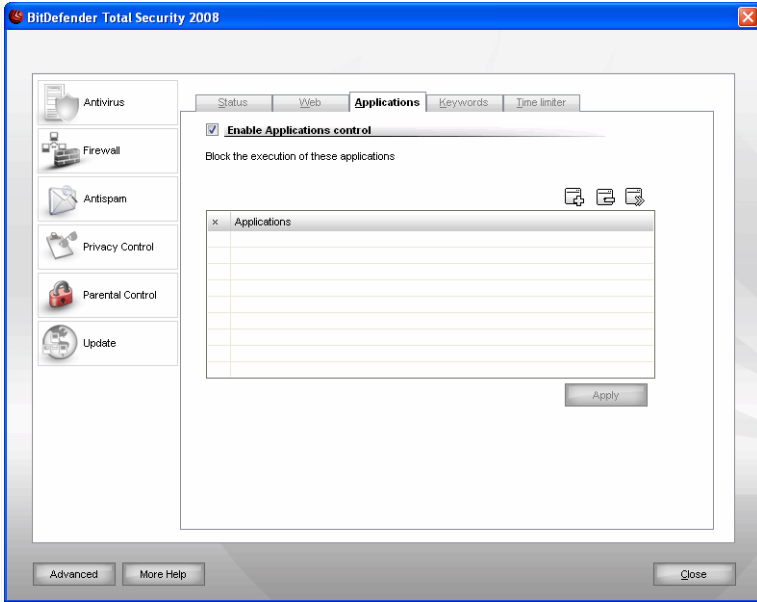 BitDefender Total Security 2008
Antivirus
Firewall
Antispam
Privacy Control
Parental Control
Update
Status Web Applications Keywords Time limiter
Enable Applications control
Block the execution of these applications
× Applications
Apply
Advanced More Help Close